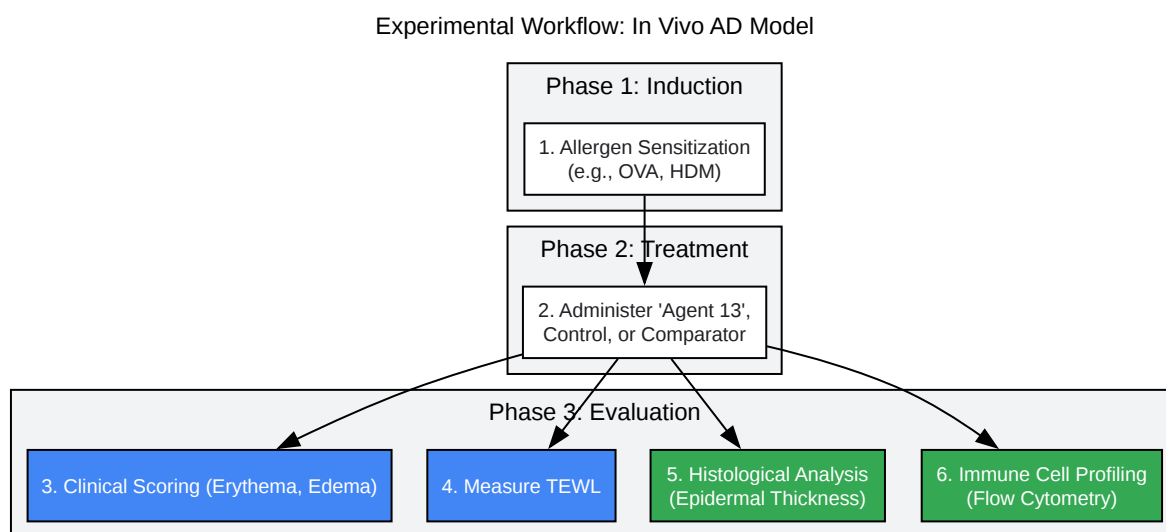 Experimental Workflow: In Vivo AD Model
Phase 1: Induction
1. Allergen Sensitization
(e.g., OVA, HDM)
Phase 2: Treatment
2. Administer 'Agent 13',
Control, or Comparator
Phase 3: Evaluation
3. Clinical Scoring (Erythema, Edema)
4. Measure TEWL
5. Histological Analysis
(Epidermal Thickness)
6. Immune Cell Profiling
(Flow Cytometry)